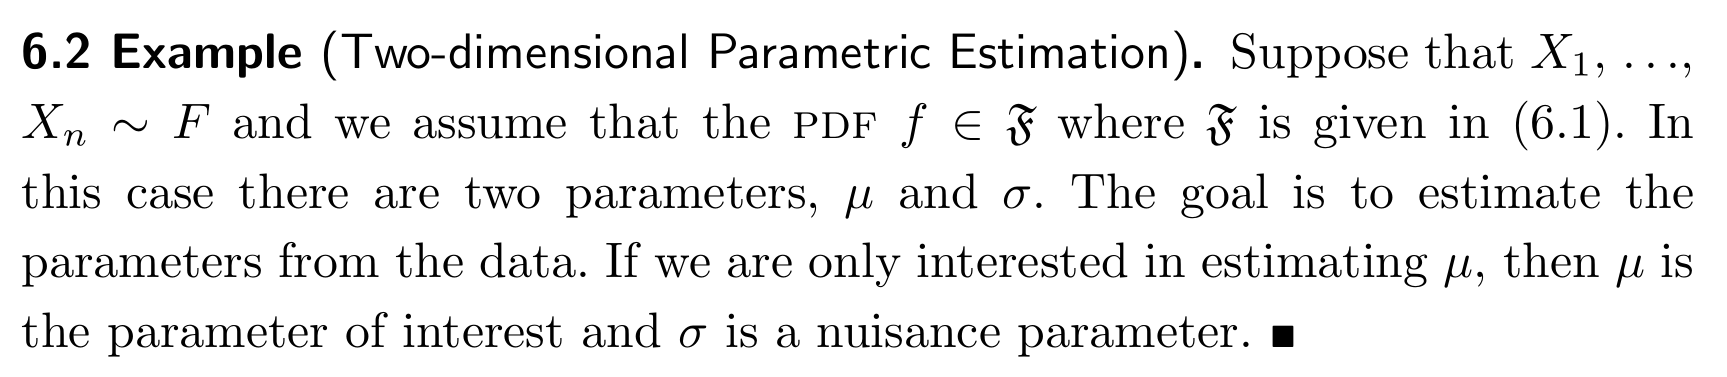 6.2 Example (Two-dimensional Parametric Estimation). Suppose that X₁, ...,
Xₙ ∼ F and we assume that the PDF f ∈ 𝔉 where 𝔉 is given in (6.1). In
this case there are two parameters, μ and σ. The goal is to estimate the
parameters from the data. If we are only interested in estimating μ, then μ is
the parameter of interest and σ is a nuisance parameter. ■